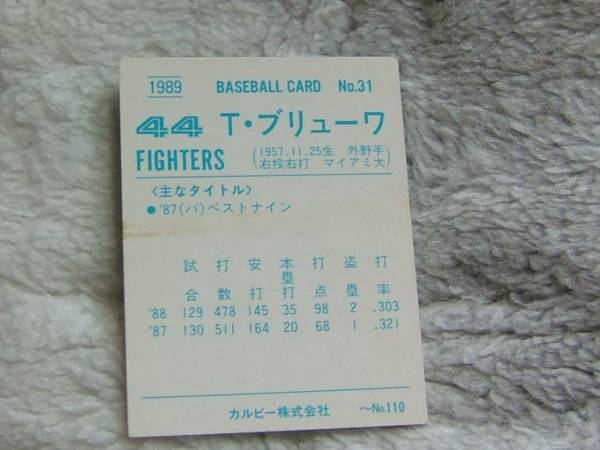 1989 BASEBALL CARD No.31
44 T・ブリューワ
FIGHTERS (1957.11.25生 外野手
右投右打 マイアミ大)
<主なタイトル>
●'87(パ)ベストナイン
試合 打数 安打 本塁打 打点 盗塁 打率
'88 129 478 145 35 98 2 .303
'87 130 511 164 20 68 1 .321
カルビー株式会社 〜No.110